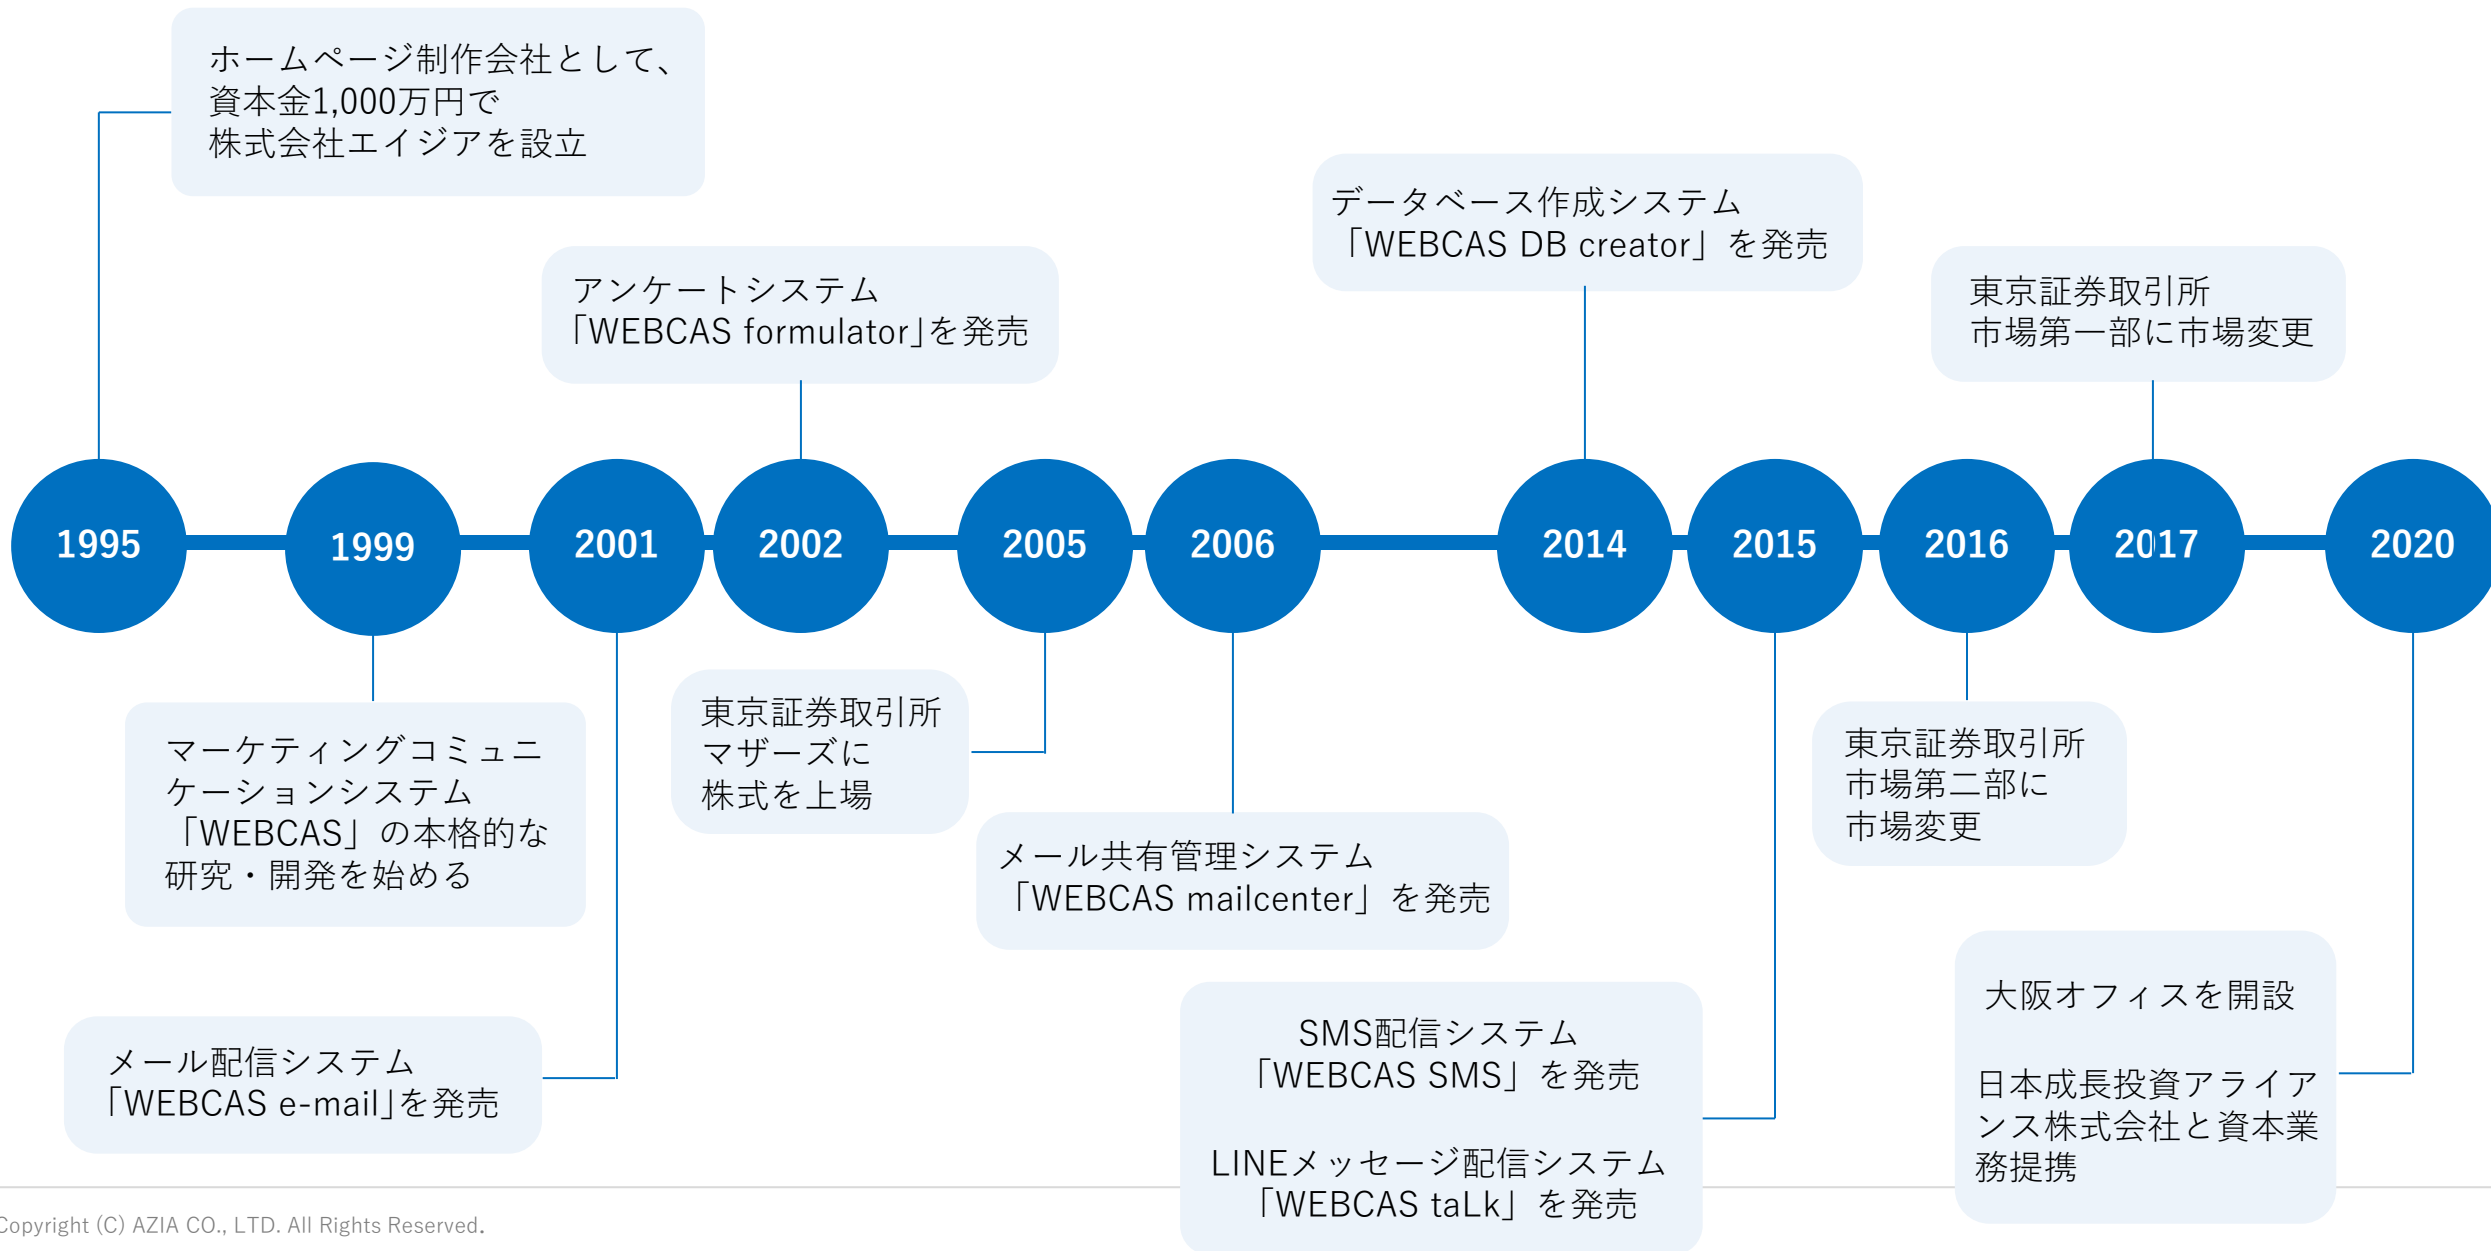 ホームページ制作会社として、
資本金1,000万円で
株式会社エイジアを設立
データベース作成システム
「WEBCAS DB creator」を発売
アンケートシステム
「WEBCAS formulator」を発売
東京証券取引所
市場第一部に市場変更
1995
1999
2001
2002
2005
2006
2014
2015
2016
2017
2020
マーケティングコミュニ
ケーションシステム
「WEBCAS」の本格的な
研究・開発を始める
東京証券取引所
マザーズに
株式を上場
東京証券取引所
市場第二部に
市場変更
メール共有管理システム
「WEBCAS mailcenter」を発売
メール配信システム
「WEBCAS e-mail」を発売
SMS配信システム
「WEBCAS SMS」を発売
LINEメッセージ配信システム
「WEBCAS taLk」を発売
大阪オフィスを開設
日本成長投資アライア
ンス株式会社と資本業
務提携
Copyright (C) AZIA CO., LTD. All Rights Reserved.